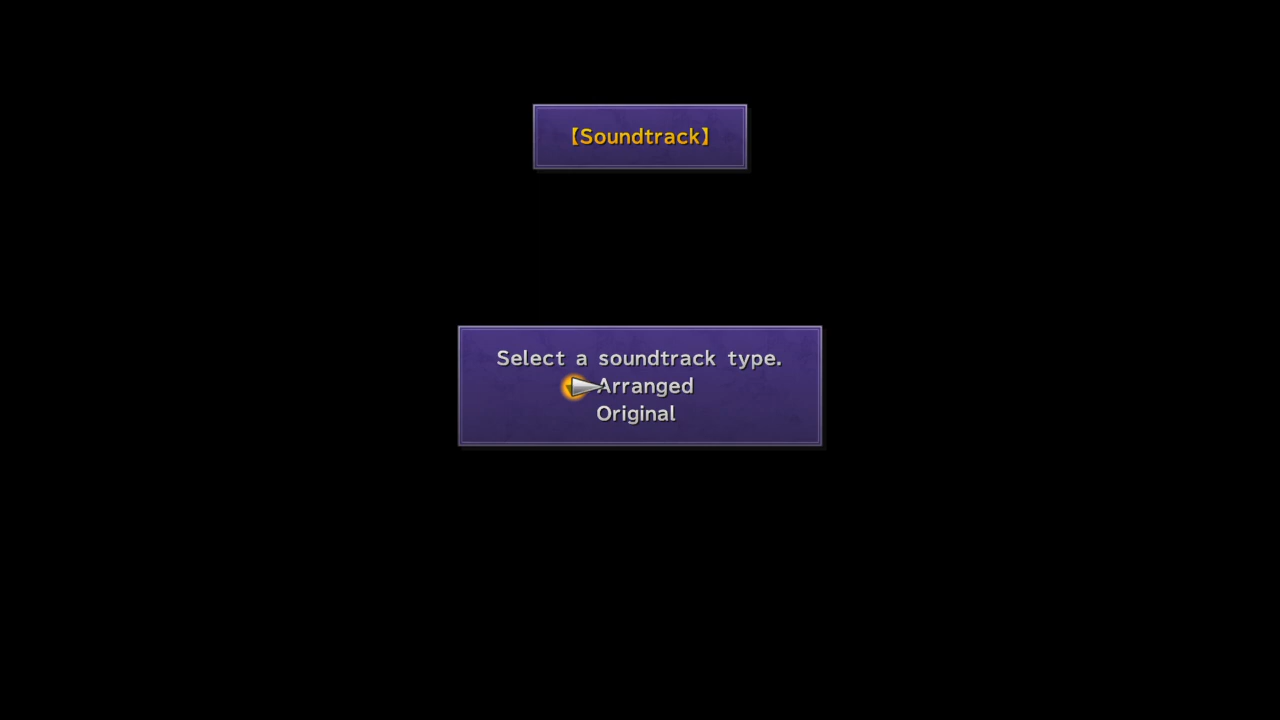 【Soundtrack】
Select a soundtrack type.
Arranged
Original